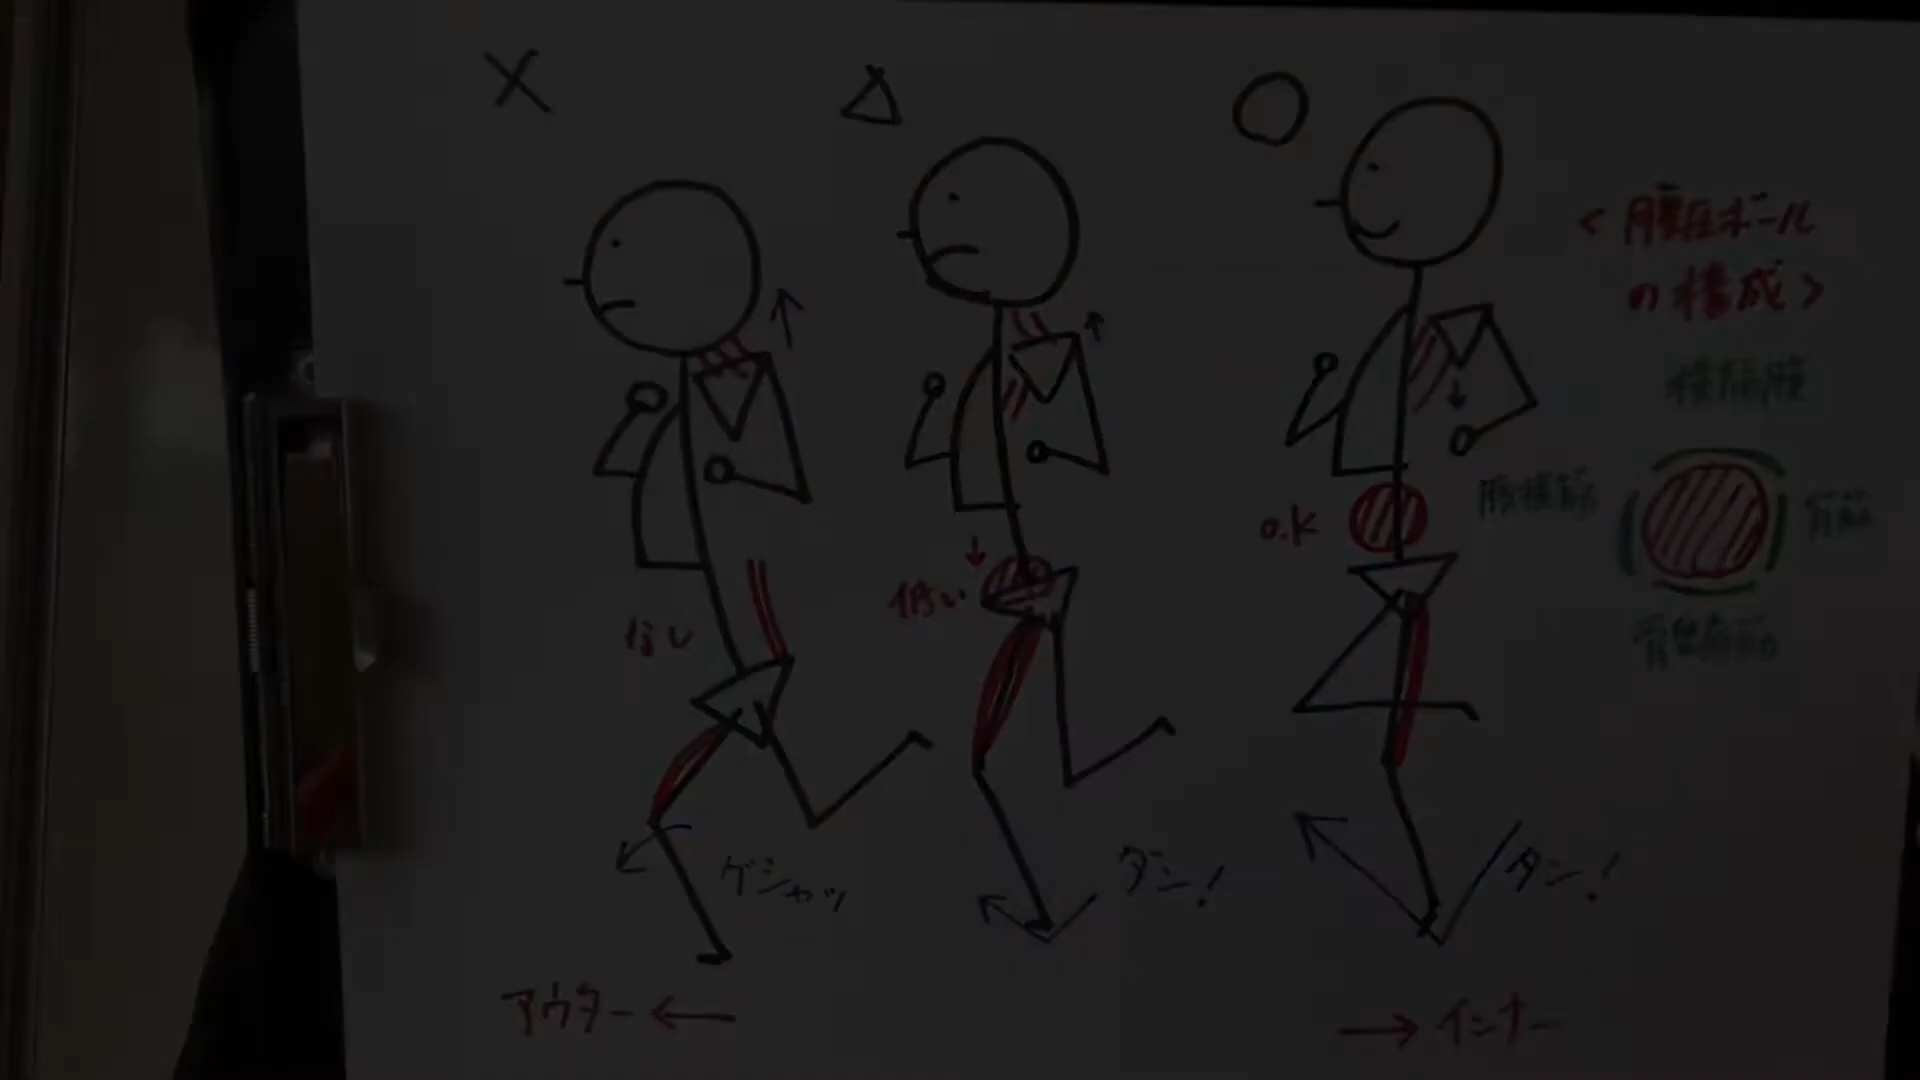 X △ ○
<腹圧ボール
の構成>
横隔膜
腹横筋
背筋
骨盤底筋
o.k
低い
なし
グシャッ
ダン!
タン!
アウター ←
→ インナー